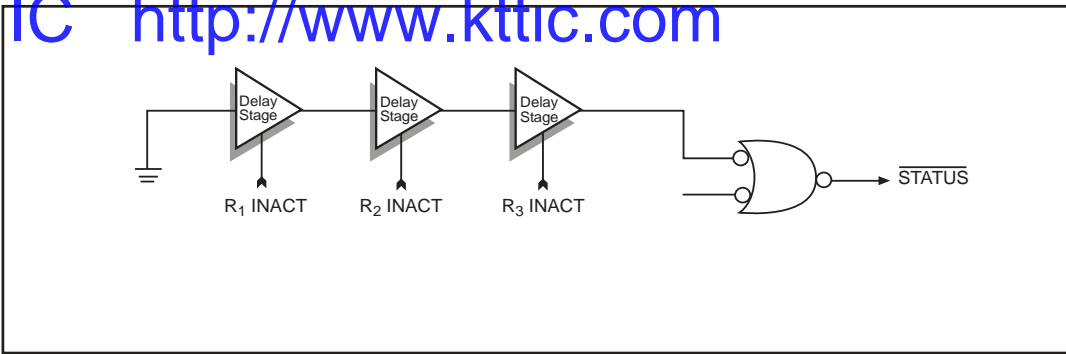 IC http://www.kttic.com
Delay Stage
Delay Stage
Delay Stage
STATUS
R1 INACT
R2 INACT
R3 INACT